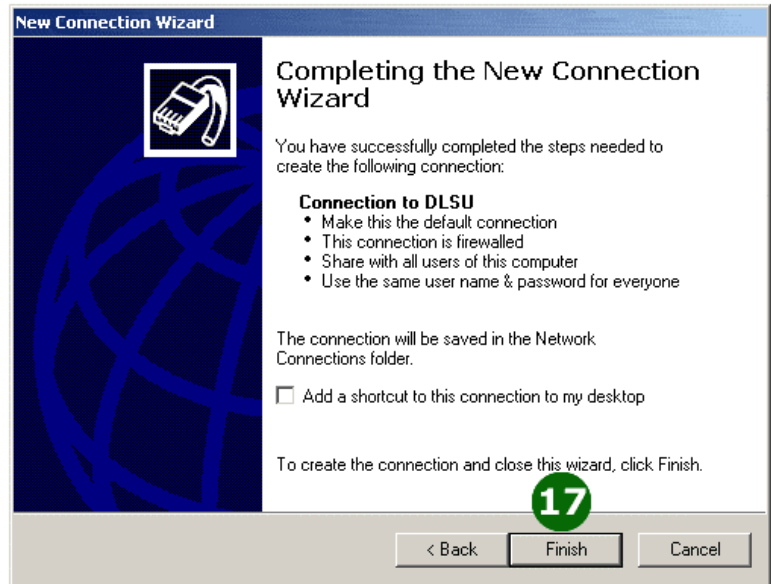 New Connection Wizard
Completing the New Connection
Wizard
You have successfully completed the steps needed to
create the following connection:
Connection to DLSU
• Make this the default connection
• This connection is firewalled
• Share with all users of this computer
• Use the same user name & password for everyone
The connection will be saved in the Network
Connections folder.
Add a shortcut to this connection to my desktop
To create the connection and close this wizard, click Finish.
17
< Back Finish Cancel